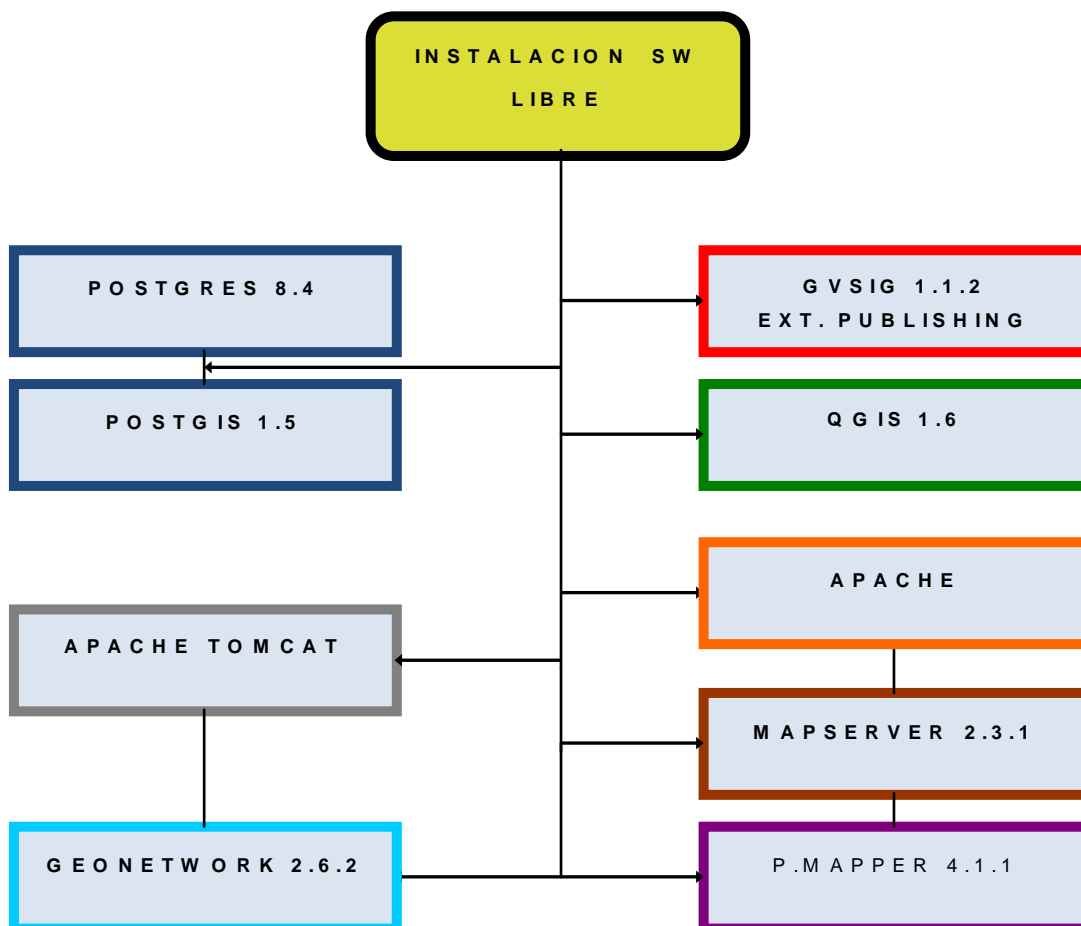 INSTALACION SW
LIBRE
POSTGRES 8.4
GVSIG 1.1.2
EXT. PUBLISHING
POSTGIS 1.5
QGIS 1.6
APACHE
APACHE TOMCAT
MAPSERVER 2.3.1
GEONETWORK 2.6.2
P.MAPPER 4.1.1